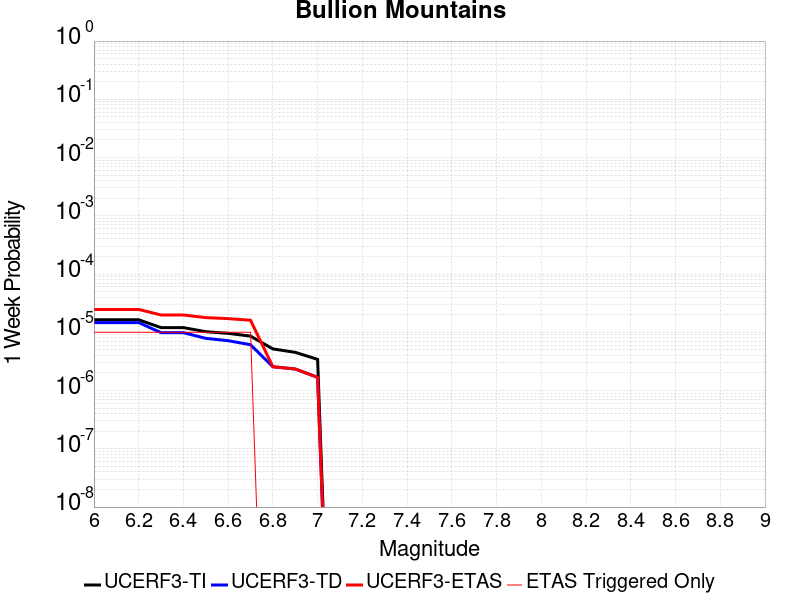 Bullion Mountains
10^0
10^-1
10^-2
10^-3
10^-4
10^-5
10^-6
10^-7
10^-8
1 Week Probability
6 6.2 6.4 6.6 6.8 7 7.2 7.4 7.6 7.8 8 8.2 8.4 8.6 8.8 9
Magnitude
UCERF3-TI UCERF3-TD UCERF3-ETAS ETAS Triggered Only